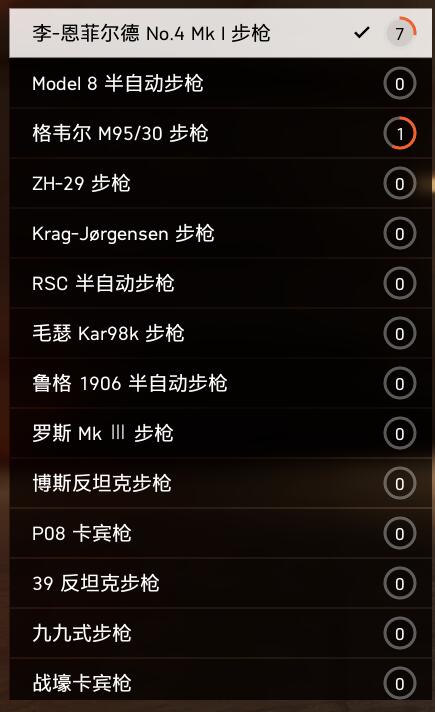 李-恩菲尔德 No.4 Mk I 步枪 7
Model 8 半自动步枪 0
格韦尔 M95/30 步枪 1
ZH-29 步枪 0
Krag-Jørgensen 步枪 0
RSC 半自动步枪 0
毛瑟 Kar98k 步枪 0
鲁格 1906 半自动步枪 0
罗斯 Mk III 步枪 0
博斯反坦克步枪 0
P08 卡宾枪 0
39 反坦克步枪 0
九九式步枪 0
战壕卡宾枪 0